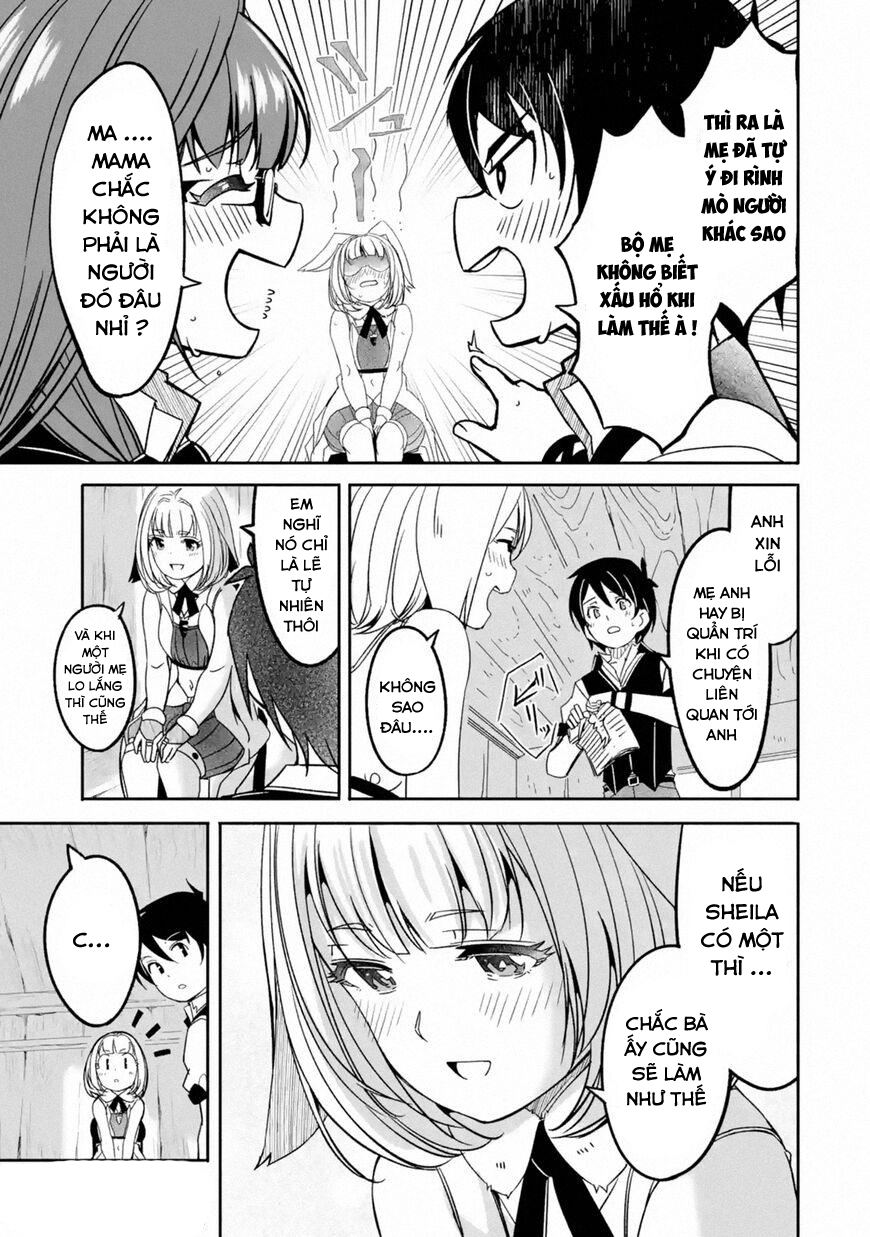 THÌ RA LÀ
MẸ ĐÃ TỰ
Ý ĐI RÌNH
MÒ NGƯỜI
KHÁC SAO
BỘ MẸ
KHÔNG BIẾT
XẤU HỔ KHI
LÀM THẾ À !
MA ....
MAMA
CHẮC
KHÔNG
PHẢI LÀ
NGƯỜI
ĐÓ ĐÂU
NHỈ ?
ANH
XIN
LỖI
MẸ ANH
HAY BỊ
QUẨN TRÍ
KHI CÓ
CHUYỆN
LIÊN
QUAN TỚI
ANH
KHÔNG
SAO
ĐÂU....
EM
NGHĨ
NÓ CHỈ
LÀ LẼ
TỰ
NHIÊN
THÔI
VÀ KHI
MỘT
NGƯỜI MẸ
LO LẮNG
THÌ CŨNG
THẾ
NẾU
SHEILA
CÓ MỘT
THÌ ...
CHẮC BÀ
ẤY CŨNG
SẼ LÀM
NHƯ THẾ
C...